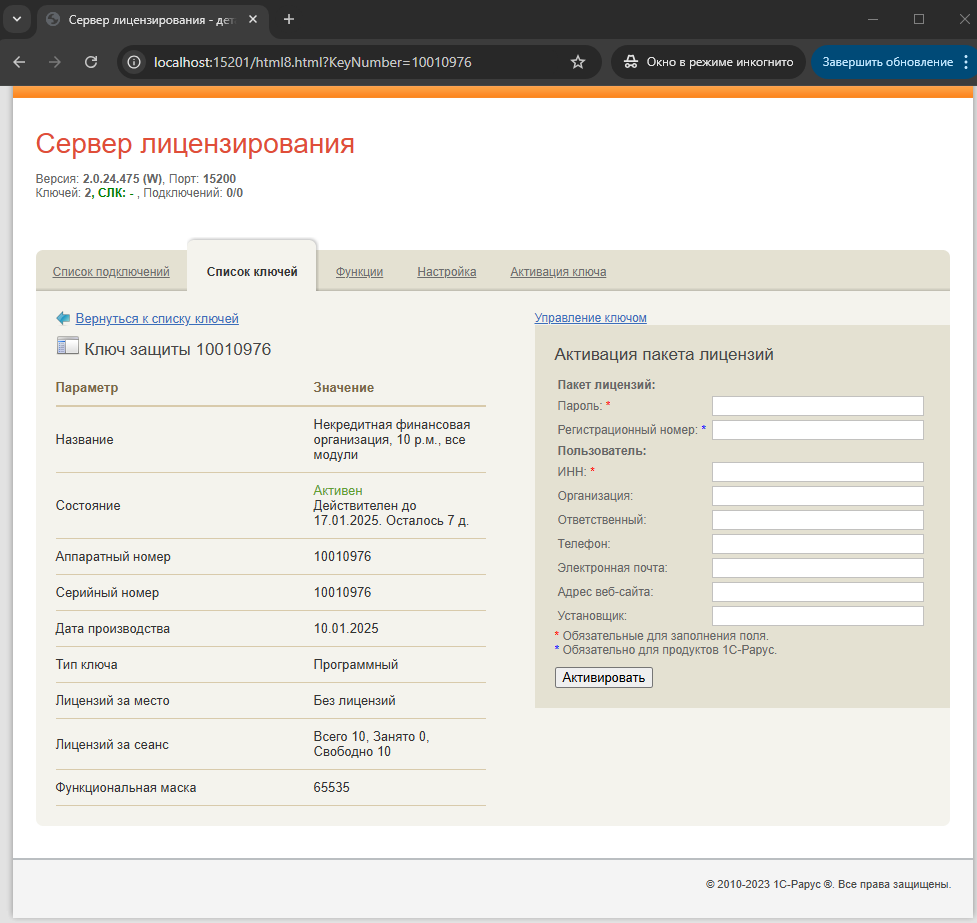 Сервер лицензирования - дет
localhost:15201/html8.html?KeyNumber=10010976
Окно в режиме инкогнито
Завершить обновление
Сервер лицензирования
Версия: 2.0.24.475 (W), Порт: 15200
Ключей: 2, СЛК: - , Подключений: 0/0
Список подключений
Список ключей
Функции
Настройка
Активация ключа
Вернуться к списку ключей
Ключ защиты 10010976
Параметр Значение
Название
Некредитная финансовая
организация, 10 р.м., все
модули
Состояние
Активен
Действителен до
17.01.2025. Осталось 7 д.
Аппаратный номер 10010976
Серийный номер 10010976
Дата производства 10.01.2025
Тип ключа Программный
Лицензий за место Без лицензий
Лицензий за сеанс
Всего 10, Занято 0,
Свободно 10
Функциональная маска 65535
Управление ключом
Активация пакета лицензий
Пакет лицензий:
Пароль: *
Регистрационный номер: *
Пользователь:
ИНН: *
Организация:
Ответственный:
Телефон:
Электронная почта:
Адрес веб-сайта:
Установщик:
* Обязательные для заполнения поля.
* Обязательно для продуктов 1С-Рарус.
Активировать
© 2010-2023 1С-Рарус ®. Все права защищены.